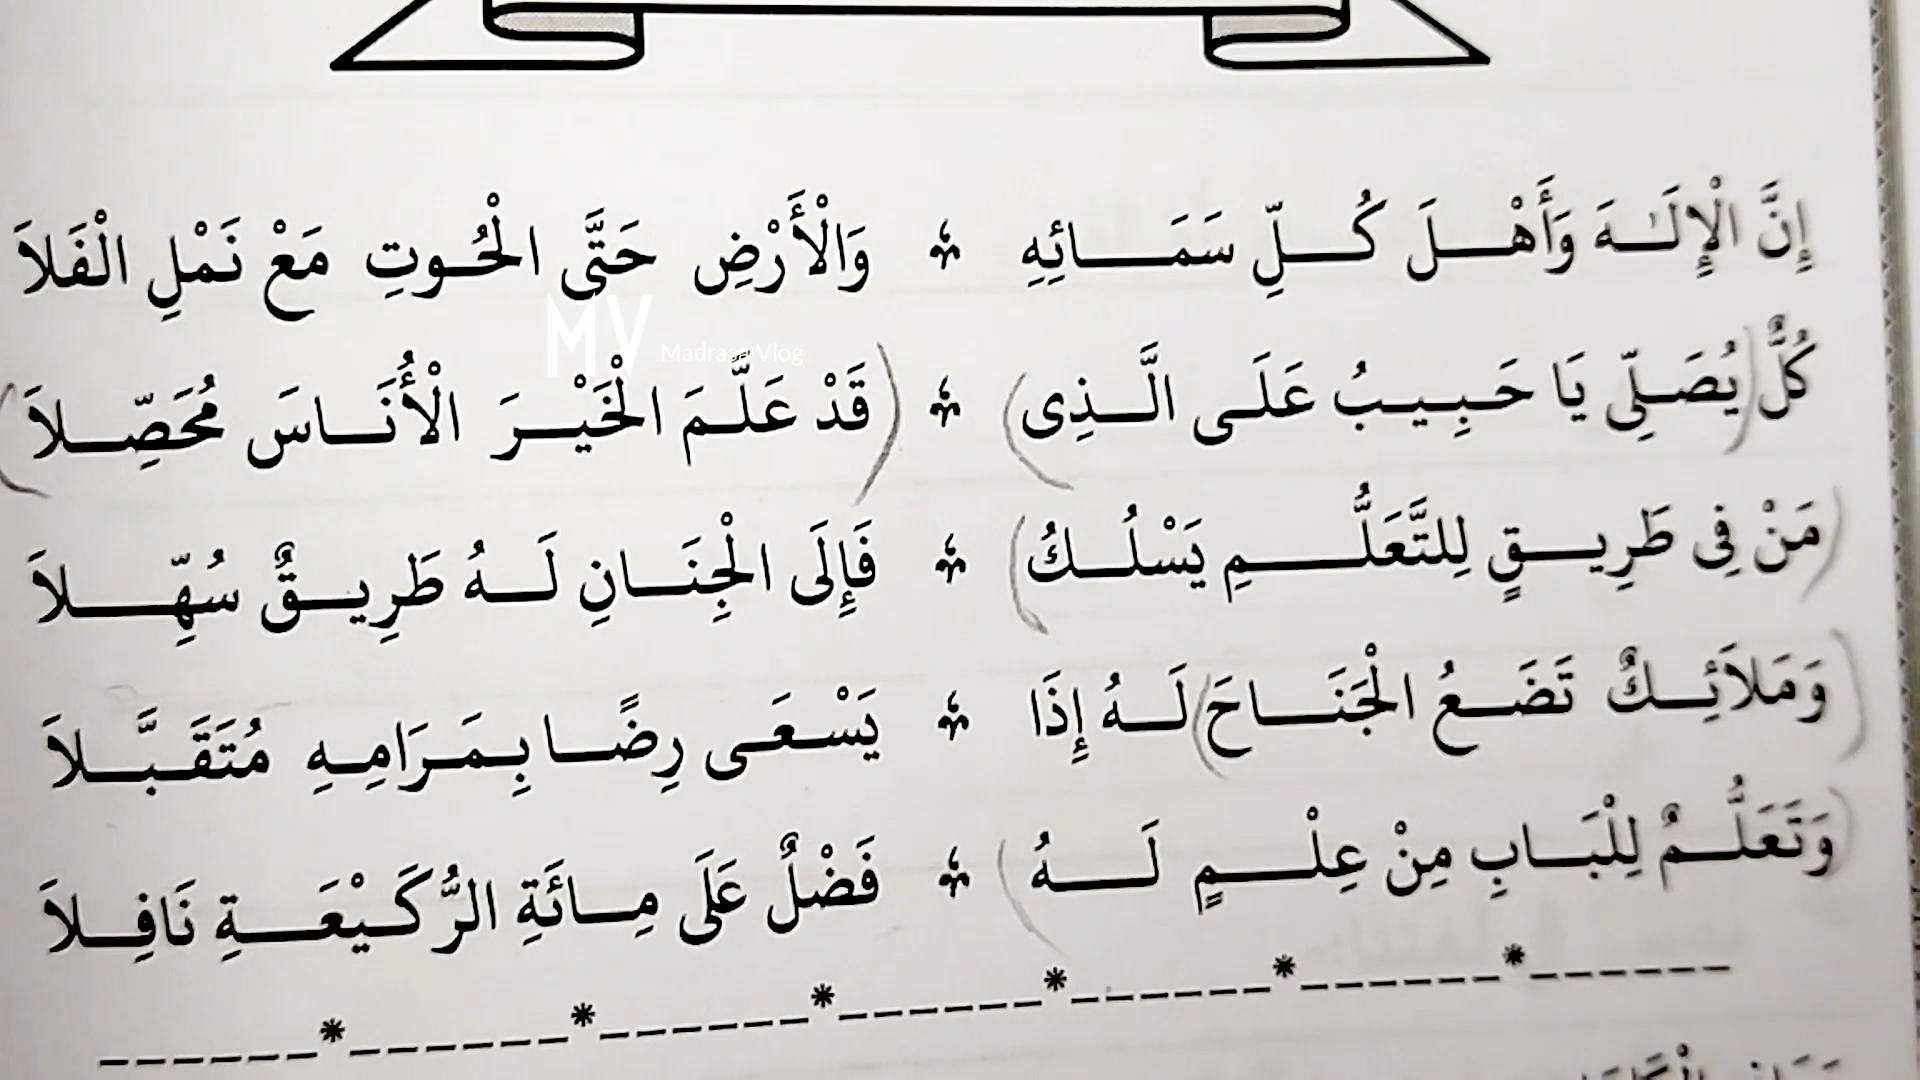 إِنَّ الْإِلَـٰهَ وَأَهْلَ كُلِّ سَمَائِهِ وَالْأَرْضِ حَتَّى الْحُوتِ مَعْ نَمْلِ الْفَلَا
MV Madrasa Vlog
كُلٌّ (يُصَلِّى يَا حَبِيبُ عَلَى الَّذِى) (قَدْ عَلَّمَ الْخَيْرَ الْأُنَاسَ مُحَصِّلَا)
(مَنْ فِى طَرِيقٍ لِلتَّعَلُّمِ يَسْلُكُ) فَإِلَى الْجِنَانِ لَهُ طَرِيقٌ سُهِّلَا
(وَمَلَائِكٌ تَضَعُ الْجَنَاحَ) لَهُ إِذَا يَسْعَى رِضًا بِمَرَامِهِ مُتَقَبَّلَا
(وَتَعَلُّمٌ لِلْبَابِ مِنْ عِلْمٍ لَهُ) فَضْلٌ عَلَى مِائَةِ الرُّكَيْعَةِ نَافِلَا